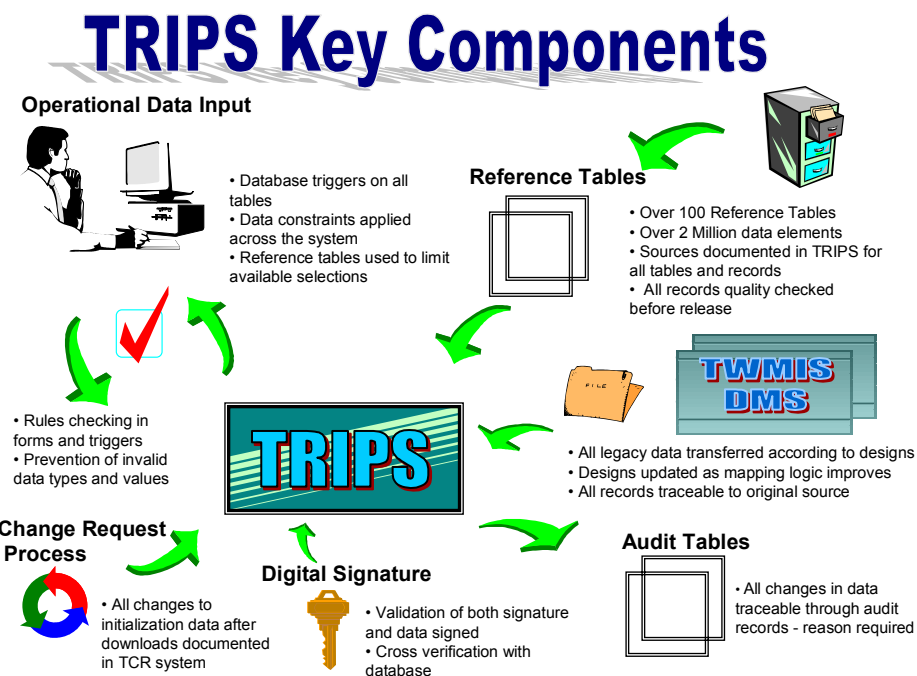 TRIPS Key Components
Operational Data Input
• Database triggers on all
tables
• Data constraints applied
across the system
• Reference tables used to limit
available selections
Reference Tables
• Over 100 Reference Tables
• Over 2 Million data elements
• Sources documented in TRIPS for
all tables and records
• All records quality checked
before release
• Rules checking in
forms and triggers
• Prevention of invalid
data types and values
TRIPS
FILE
TWMIS
DMS
• All legacy data transferred according to designs
• Designs updated as mapping logic improves
• All records traceable to original source
Change Request
Process
• All changes to
initialization data after
downloads documented
in TCR system
Digital Signature
• Validation of both signature
and data signed
• Cross verification with
database
Audit Tables
• All changes in data
traceable through audit
records - reason required